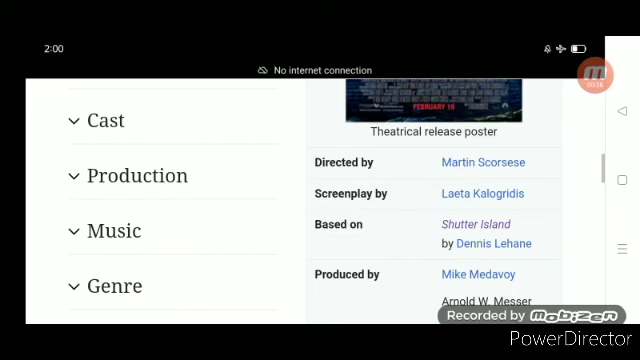 2:00
No internet connection
FEBRUARY 19
Theatrical release poster
Cast
Production
Music
Genre
Directed by Martin Scorsese
Screenplay by Laeta Kalogridis
Based on Shutter Island
by Dennis Lehane
Produced by Mike Medavoy
Arnold W. Messer
Recorded by Mobizen
PowerDirector